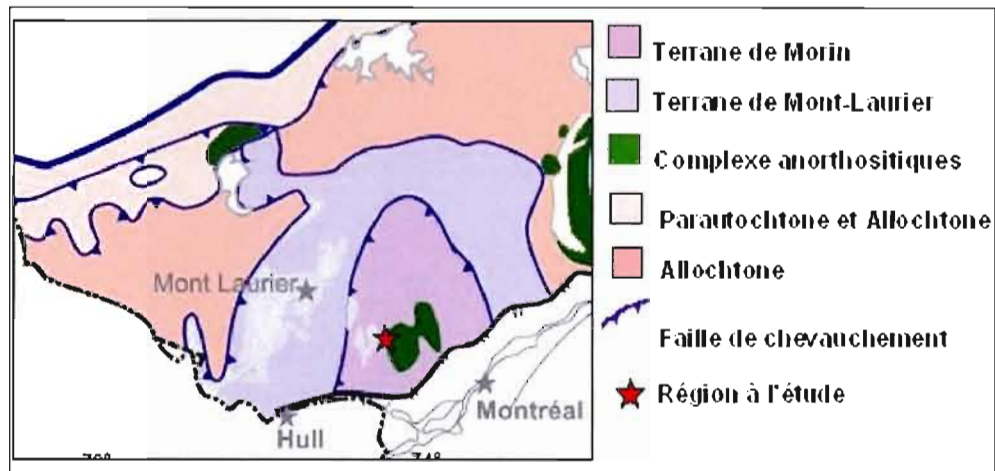 Terrane de Morin
Terrane de Mont-Laurier
Complexe anorthositiques
Parautochtone et Allochtone
Allochtone
Faille de chevauchement
Région à l'étude
Mont Laurier
Montréal
Hull
74°